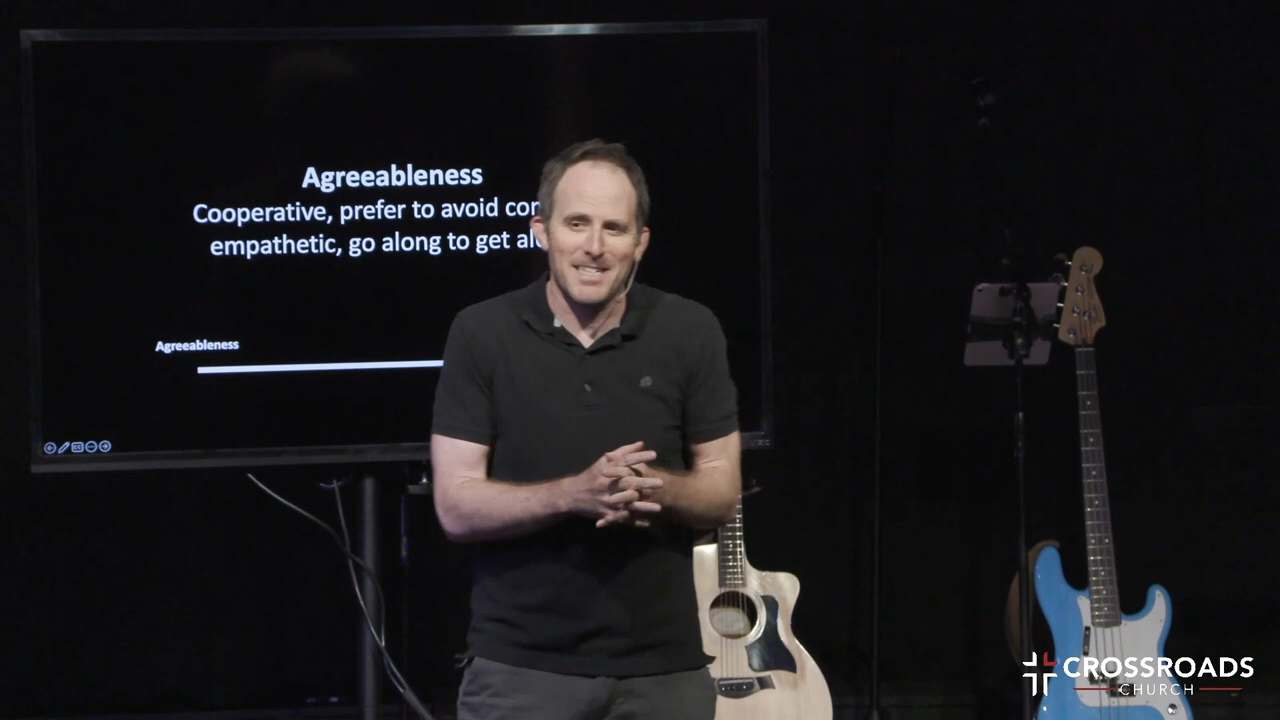 Agreeableness
Cooperative, prefer to avoid
empathetic, go along to get
Agreeableness
CROSSROADS
CHURCH